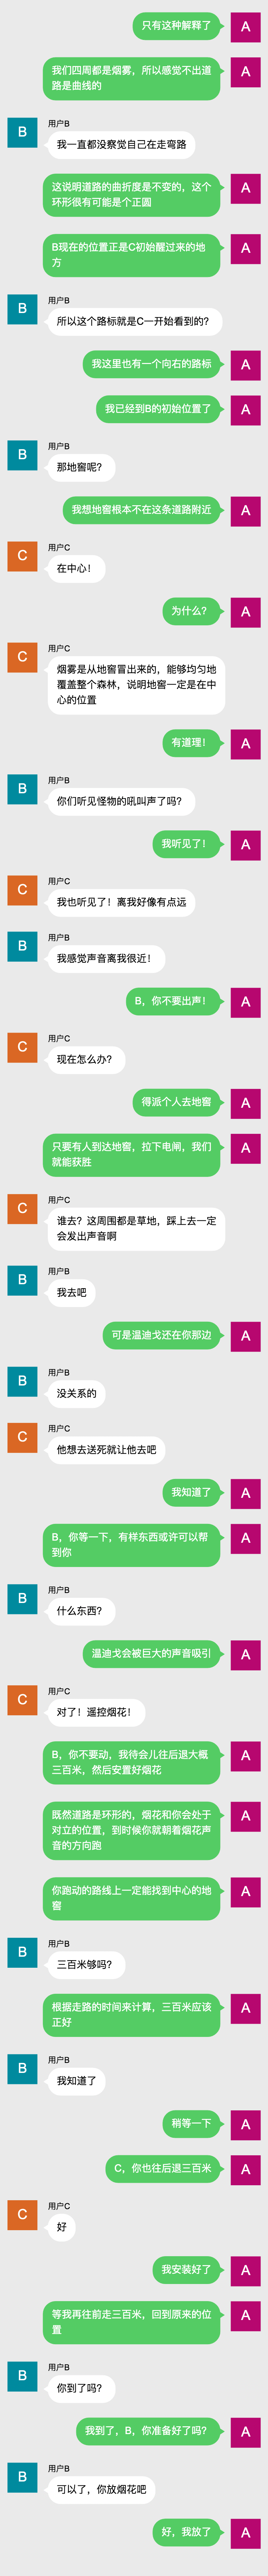 只有这种解释了
A
我们四周都是烟雾，所以感觉不出道
路是曲线的
A
用户B
B
我一直都没察觉自己在走弯路
这说明道路的曲折度是不变的，这个
环形很有可能是个正圆
A
B现在的位置正是C初始醒过来的地
方
A
用户B
B
所以这个路标就是C一开始看到的？
我这里也有一个向右的路标
A
我已经到B的初始位置了
A
用户B
B
那地窖呢？
我想地窖根本不在这条道路附近
A
用户C
C
在中心！
为什么？
A
用户C
C
烟雾是从地窖冒出来的，能够均匀地
覆盖整个森林，说明地窖一定是在中
心的位置
有道理！
A
用户B
B
你们听见怪物的吼叫声了吗？
我听见了！
A
用户C
C
我也听见了！离我好像有点远
用户B
B
我感觉声音离我很近！
B，你不要出声！
A
用户C
C
现在怎么办？
得派个人去地窖
A
只要有人到达地窖，拉下电闸，我们
就能获胜
A
用户C
C
谁去？这周围都是草地，踩上去一定
会发出声音啊
用户B
B
我去吧
可是温迪戈还在你那边
A
用户B
B
没关系的
用户C
C
他想去送死就让他去吧
我知道了
A
B，你等一下，有样东西或许可以帮
到你
A
用户B
B
什么东西？
温迪戈会被巨大的声音吸引
A
用户C
C
对了！遥控烟花！
B，你不要动，我待会儿往后退大概
三百米，然后安置好烟花
A
既然道路是环形的，烟花和你会处于
对立的位置，到时候你就朝着烟花声
音的方向跑
A
你跑动的路线上一定能找到中心的地
窖
A
用户B
B
三百米够吗？
根据走路的时间来计算，三百米应该
正好
A
用户B
B
我知道了
稍等一下
A
C，你也往后退三百米
A
用户C
C
好
我安装好了
A
等我再往前走三百米，回到原来的位
置
A
用户B
B
你到了吗？
我到了，B，你准备好了吗？
A
用户B
B
可以了，你放烟花吧
好，我放了
A